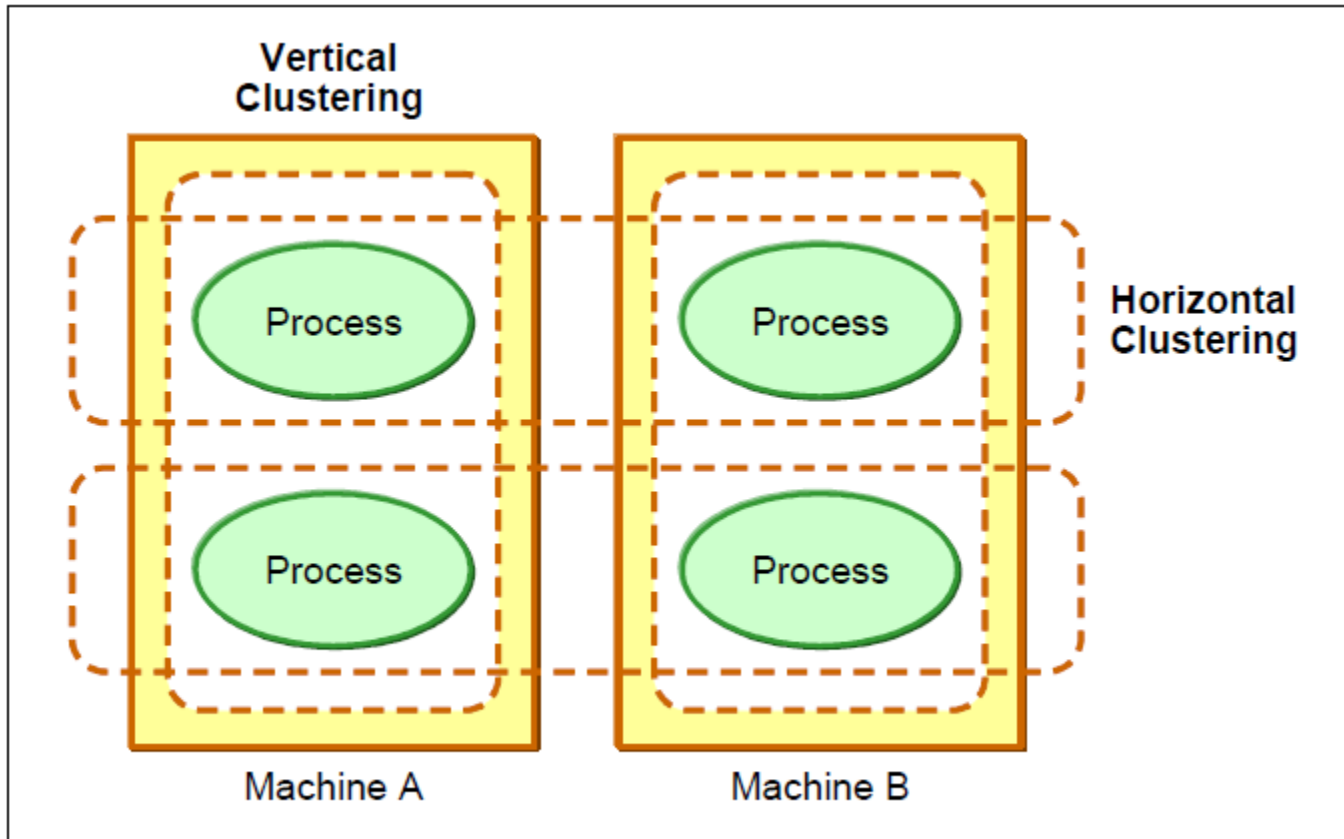 Vertical
Clustering
Process
Process
Horizontal
Clustering
Process
Process
Machine A
Machine B